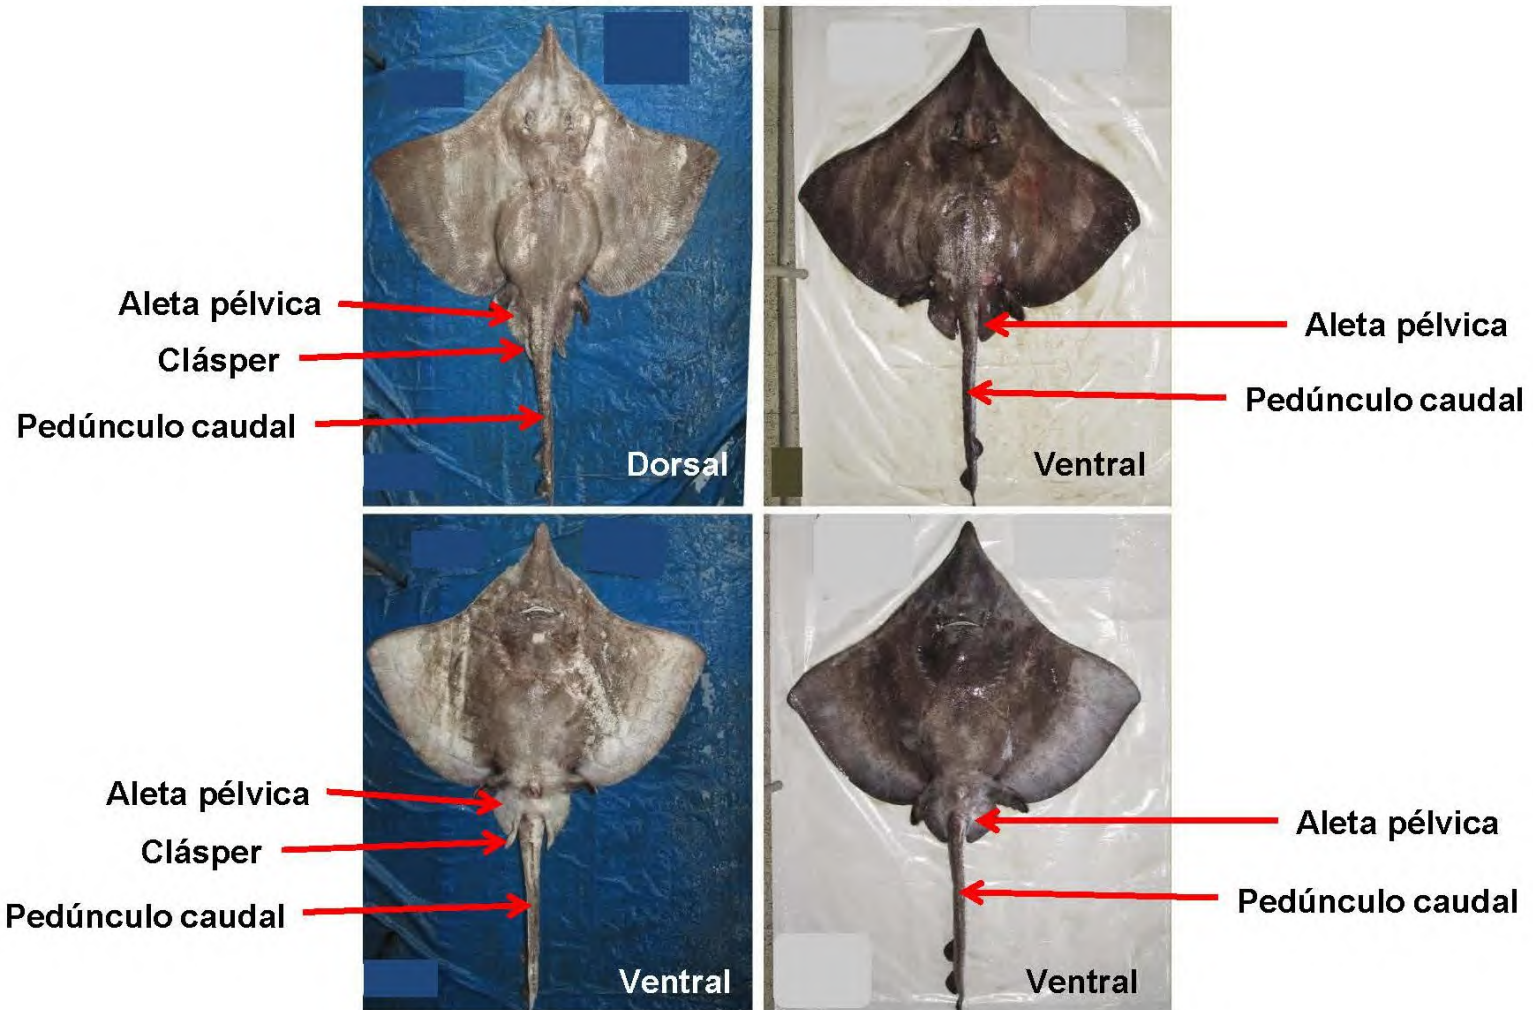 Aleta pélvica
Clásper
Pedúnculo caudal
Dorsal
Aleta pélvica
Pedúnculo caudal
Ventral
Aleta pélvica
Clásper
Pedúnculo caudal
Ventral
Aleta pélvica
Pedúnculo caudal
Ventral